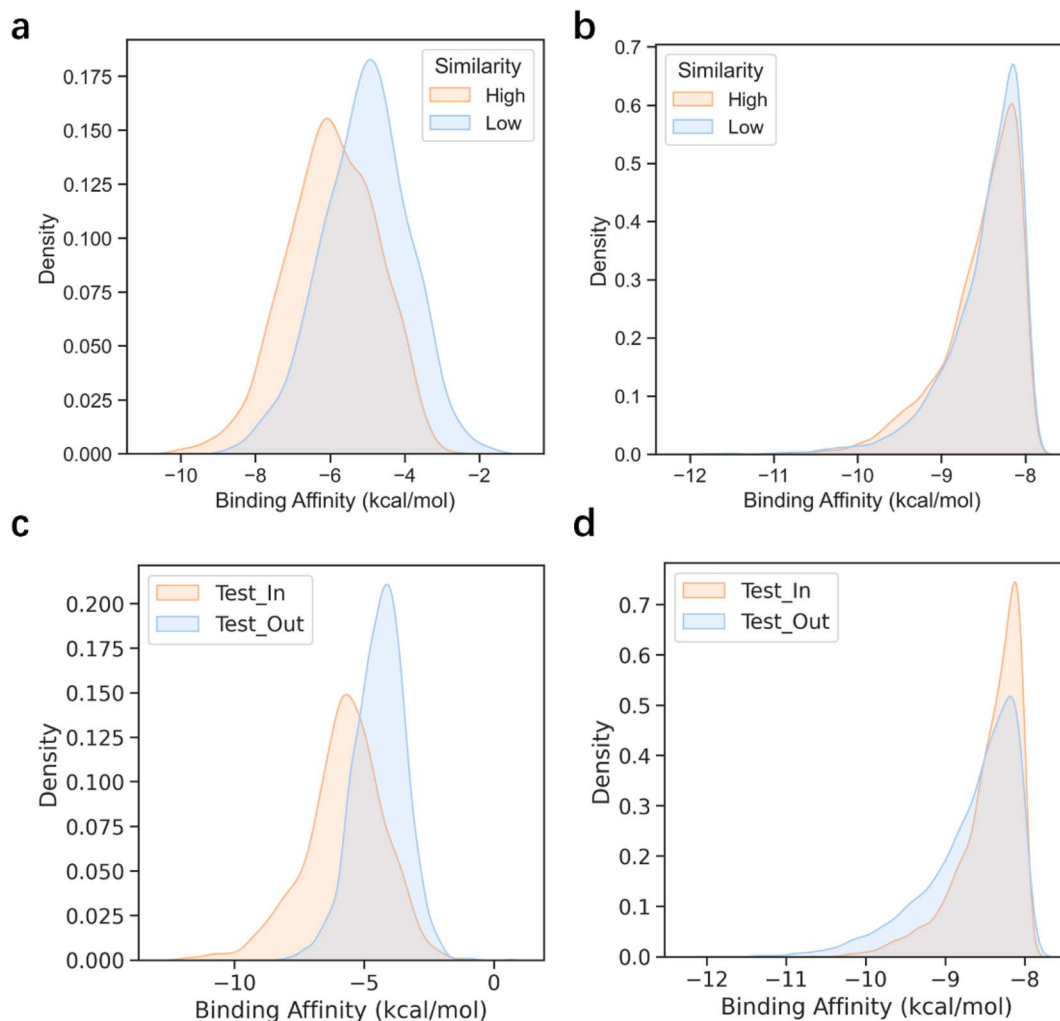 a
0.175
0.150
0.125
0.100
0.075
0.050
0.025
0.000
Density
Similarity
High
Low
−10
−8
−6
−4
−2
Binding Affinity (kcal/mol)
b
0.7
0.6
0.5
0.4
0.3
0.2
0.1
0.0
Density
Similarity
High
Low
−12
−11
−10
−9
−8
Binding Affinity (kcal/mol)
c
0.200
0.175
0.150
0.125
0.100
0.075
0.050
0.025
0.000
Density
Test_In
Test_Out
−10
−5
0
Binding Affinity (kcal/mol)
d
0.7
0.6
0.5
0.4
0.3
0.2
0.1
0.0
Density
Test_In
Test_Out
−12
−11
−10
−9
−8
Binding Affinity (kcal/mol)